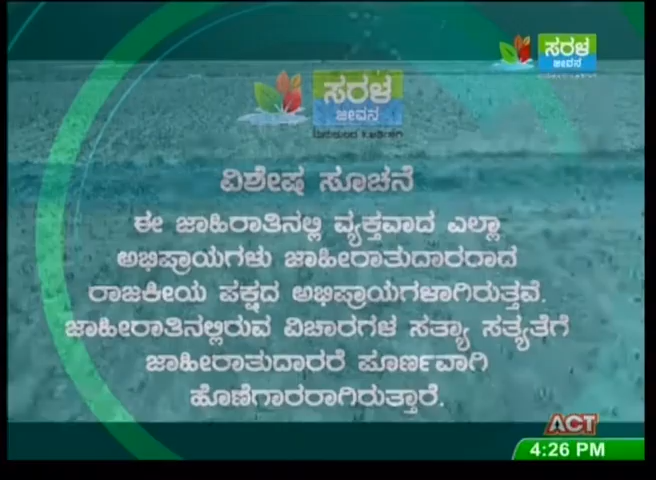 ಸರಳ
ಜೀವನ
ಸರಳ
ಜೀವನ
ವಿಶೇಷ ಸೂಚನೆ
ಈ ಜಾಹಿರಾತಿನಲ್ಲಿ ವ್ಯಕ್ತವಾದ ಎಲ್ಲಾ
ಅಭಿಪ್ರಾಯಗಳು ಜಾಹೀರಾತುದಾರರಾದ
ರಾಜಕೀಯ ಪಕ್ಷದ ಅಭಿಪ್ರಾಯಗಳಾಗಿರುತ್ತವೆ.
ಜಾಹೀರಾತಿನಲ್ಲಿರುವ ವಿಚಾರಗಳ ಸತ್ಯಾ ಸತ್ಯತೆಗೆ
ಜಾಹೀರಾತುದಾರರೆ ಪೂರ್ಣವಾಗಿ
ಹೊಣೆಗಾರರಾಗಿರುತ್ತಾರೆ.
ACT
4:26 PM